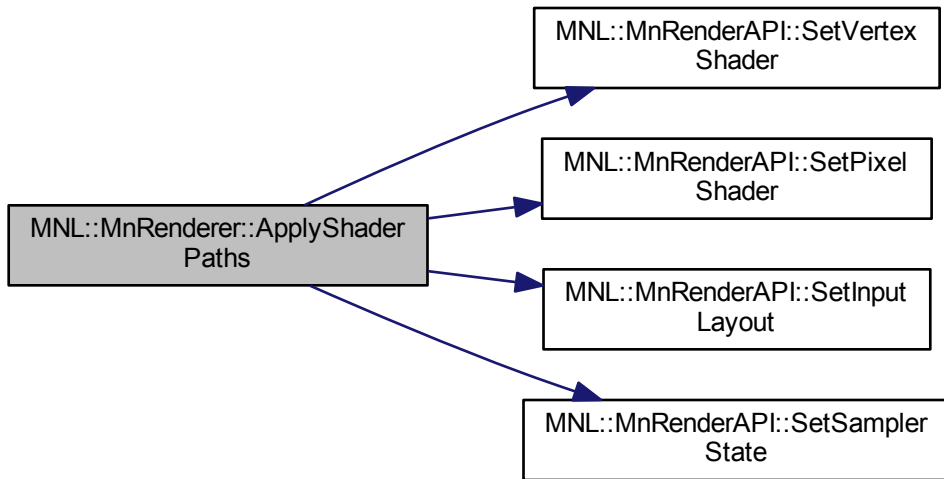 MNL::MnRenderAPI::SetVertex
Shader
MNL::MnRenderAPI::SetPixel
Shader
MNL::MnRenderer::ApplyShader
Paths
MNL::MnRenderAPI::SetInput
Layout
MNL::MnRenderAPI::SetSampler
State